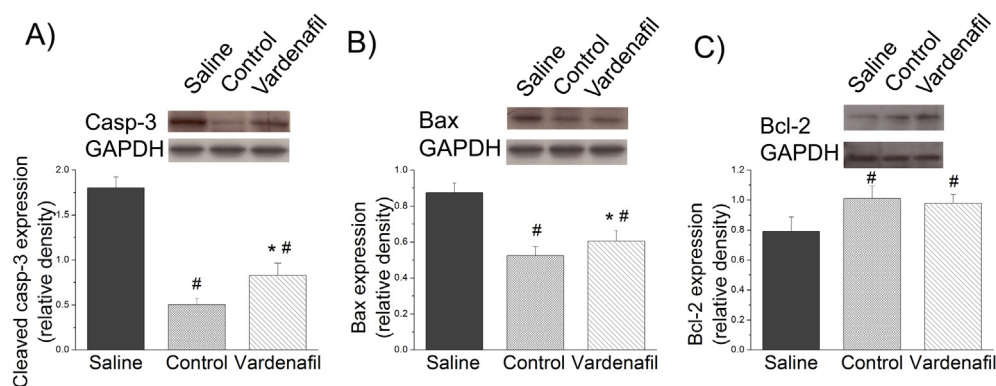 A)
Saline Control Vardenafil
Casp-3
GAPDH
Cleaved casp-3 expression
(relative density)
2.0
1.5
1.0
0.5
0.0
#
* #
Saline Control Vardenafil
B)
Saline Control Vardenafil
Bax
GAPDH
Bax expression
(relative density)
1.0
0.8
0.6
0.4
0.2
0.0
#
* #
Saline Control Vardenafil
C)
Saline Control Vardenafil
Bcl-2
GAPDH
Bcl-2 expression
(relative density)
1.2
1.0
0.8
0.6
0.4
0.2
0.0
#
#
Saline Control Vardenafil